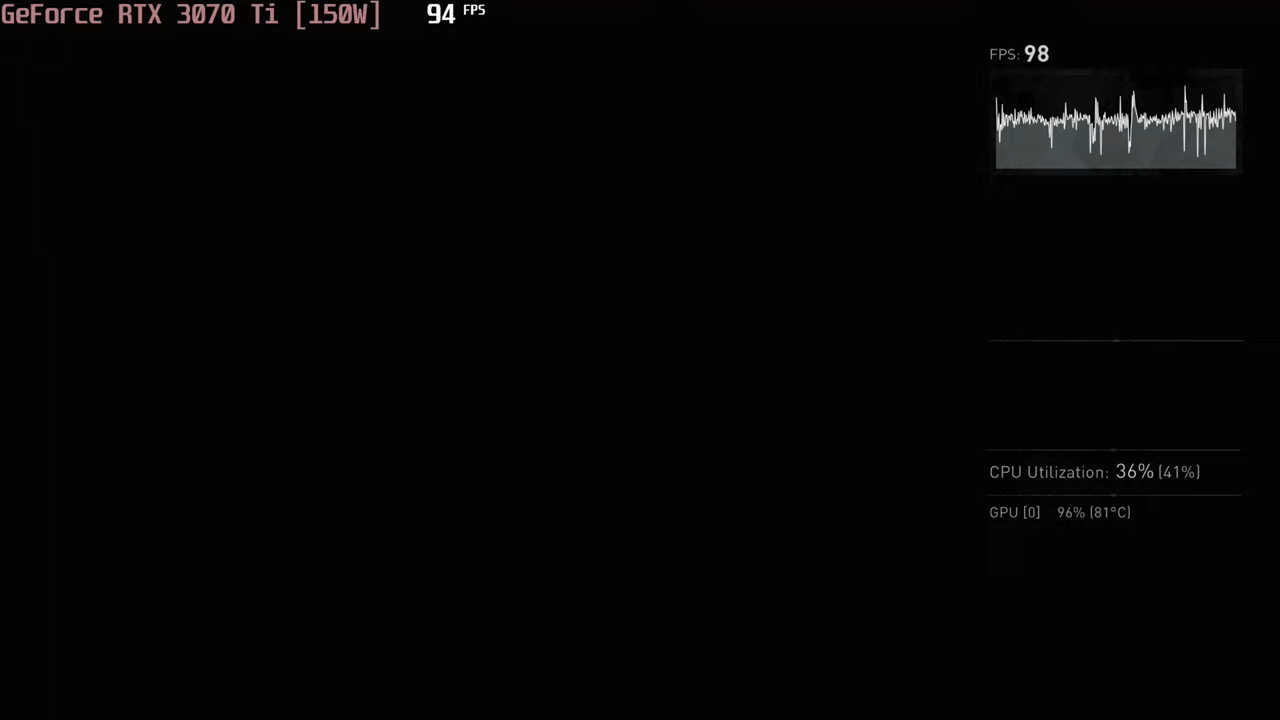 GeForce RTX 3070 Ti [150W] 94 FPS
FPS: 98
CPU Utilization: 36% (41%)
GPU [0] 96% (81°C)